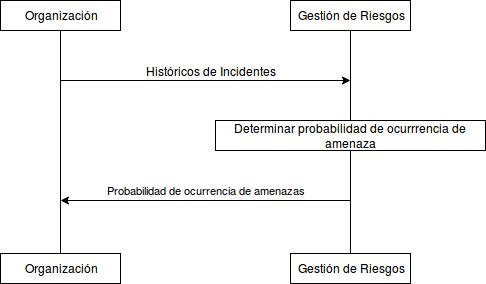 Organización
Gestión de Riesgos
Históricos de Incidentes
Determinar probabilidad de ocurrrencia de
amenaza
Probabilidad de ocurrencia de amenazas
Organización
Gestión de Riesgos